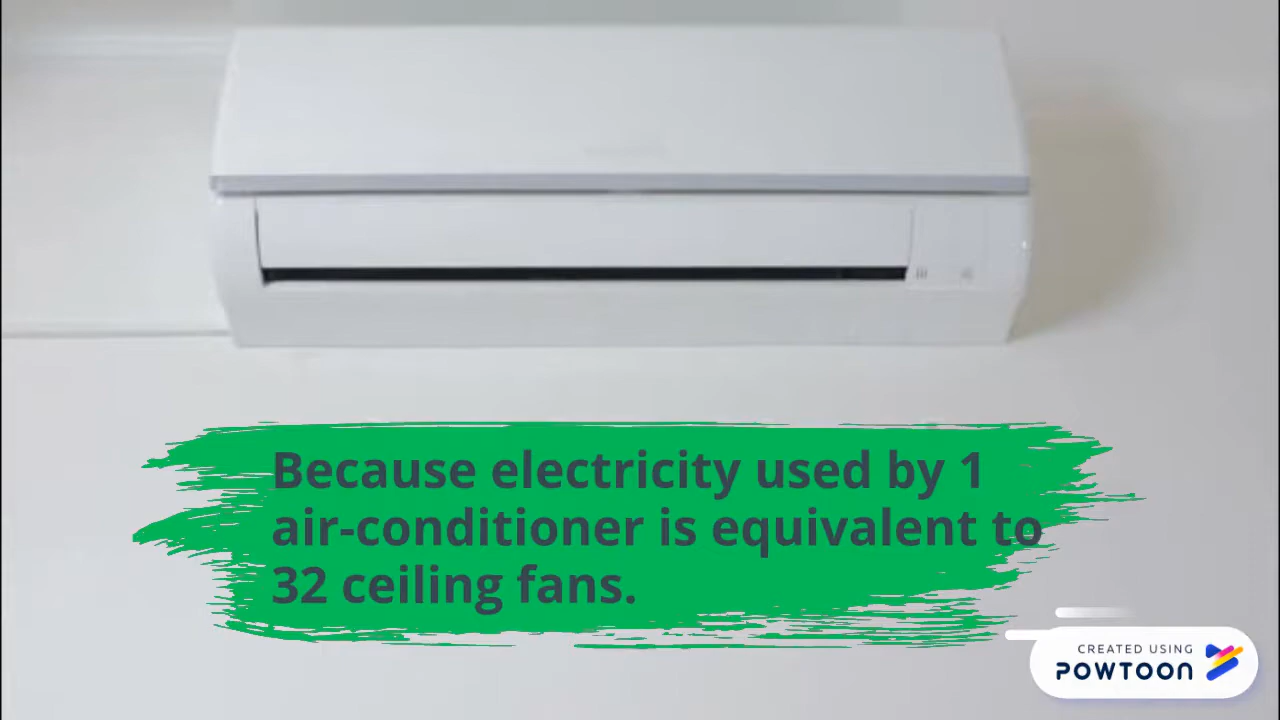 Because electricity used by 1
air-conditioner is equivalent to
32 ceiling fans.
CREATED USING
POWTOON